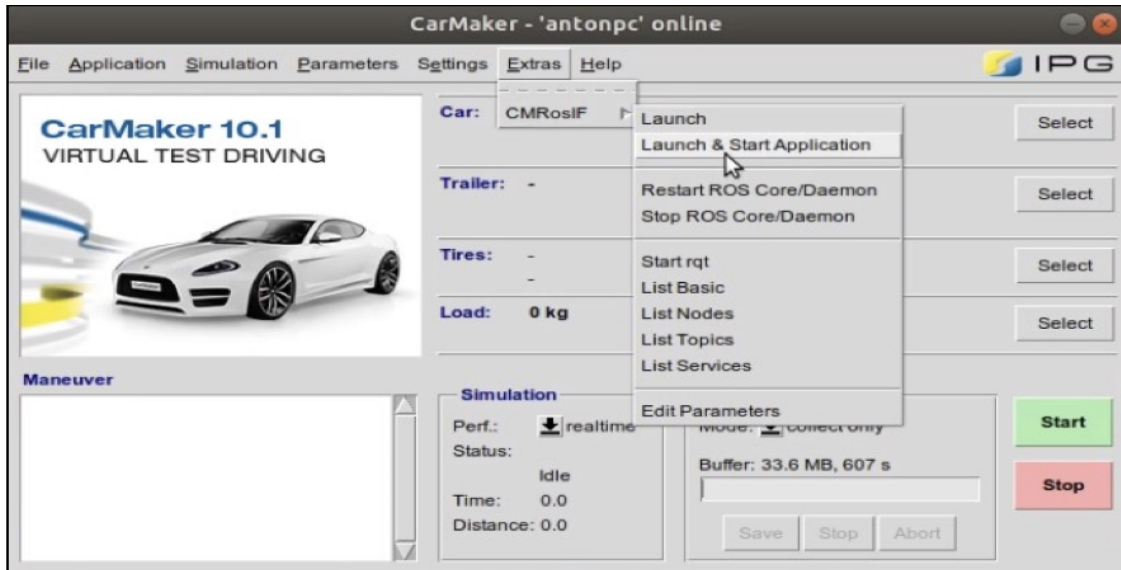 CarMaker - 'antonpc' online
File Application Simulation Parameters Settings Extras Help
IPG
CarMaker 10.1
VIRTUAL TEST DRIVING
Car:
CMRosIF
Launch
Launch & Start Application
Restart ROS Core/Daemon
Stop ROS Core/Daemon
Start rqt
List Basic
List Nodes
List Topics
List Services
Edit Parameters
Select
Trailer: -
Select
Tires: -
-
Select
Load: 0 kg
Select
Maneuver
Simulation
Perf.: realtime
Status:
Idle
Time: 0.0
Distance: 0.0
Mode: collect only
Buffer: 33.6 MB, 607 s
Save Stop Abort
Start
Stop